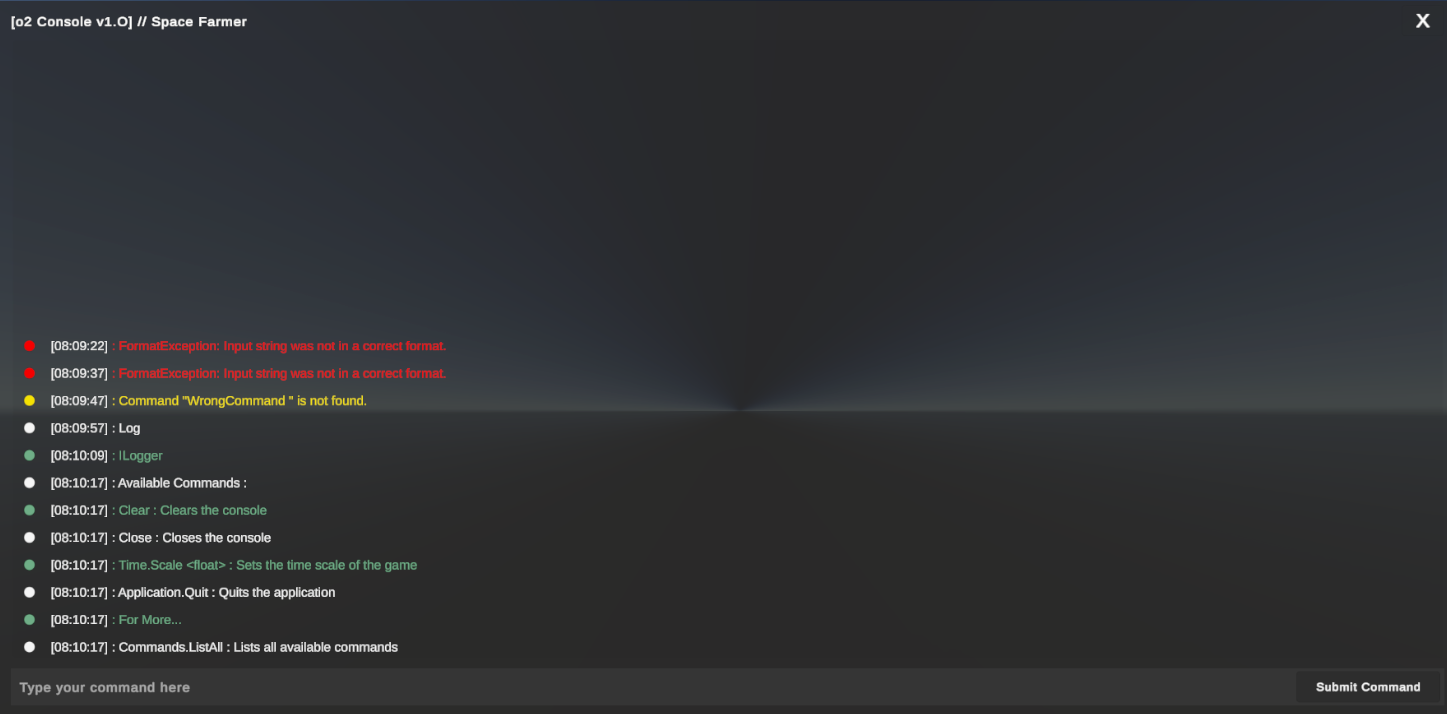 [o2 Console v1.O] // Space Farmer
X
[08:09:22] : FormatException: Input string was not in a correct format.
[08:09:37] : FormatException: Input string was not in a correct format.
[08:09:47] : Command "WrongCommand " is not found.
[08:09:57] : Log
[08:10:09] : ILogger
[08:10:17] : Available Commands :
[08:10:17] : Clear : Clears the console
[08:10:17] : Close : Closes the console
[08:10:17] : Time.Scale <float> : Sets the time scale of the game
[08:10:17] : Application.Quit : Quits the application
[08:10:17] : For More...
[08:10:17] : Commands.ListAll : Lists all available commands
Type your command here
Submit Command